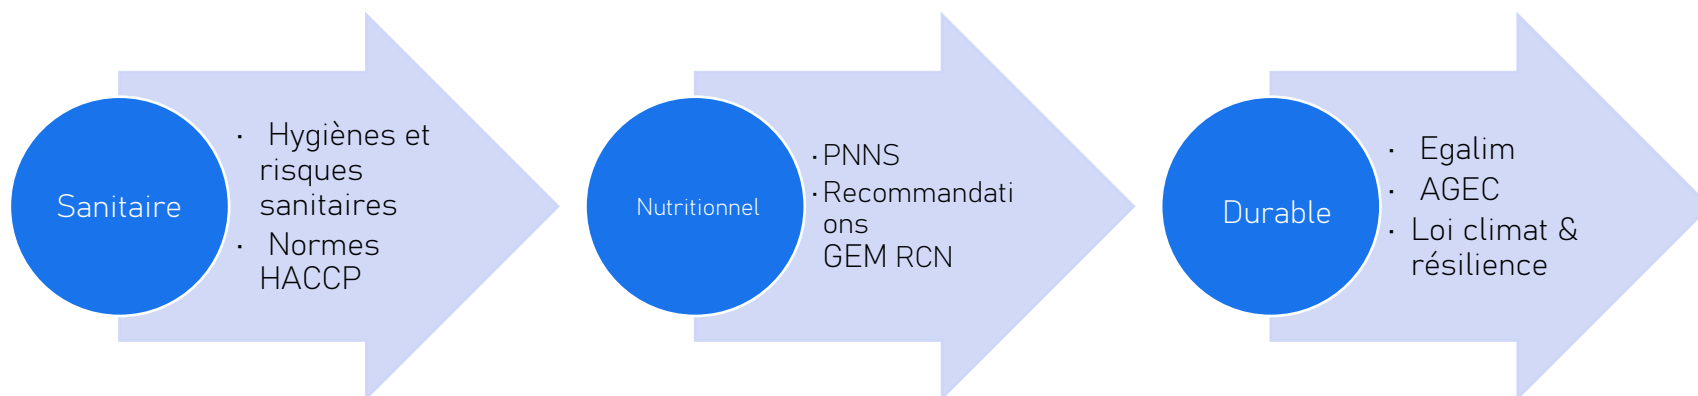 Sanitaire
· Hygiènes et
risques
sanitaires
· Normes
HACCP
Nutritionnel
· PNNS
· Recommandati
ons
GEM RCN
Durable
· Egalim
· AGEC
· Loi climat &
résilience